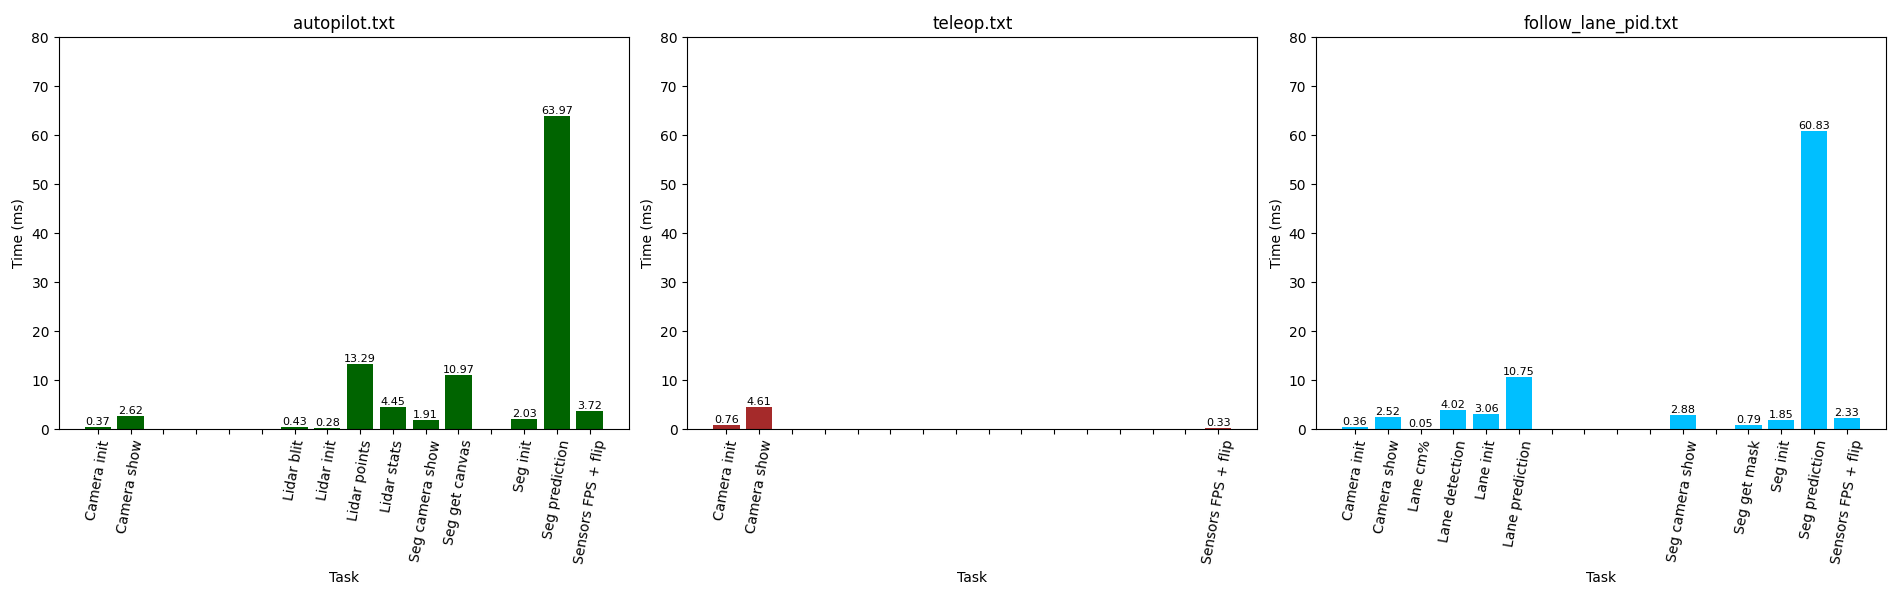 autopilot.txt
80
70
60
50
40
30
20
10
0
Time (ms)
0.37
2.62
0.43
0.28
13.29
4.45
1.91
10.97
2.03
63.97
3.72
Camera init
Camera show
Lidar blit
Lidar init
Lidar points
Lidar stats
Seg camera show
Seg get canvas
Seg init
Seg prediction
Sensors FPS + flip
Task
teleop.txt
80
70
60
50
40
30
20
10
0
Time (ms)
0.76
4.61
0.33
Camera init
Camera show
Sensors FPS + flip
Task
follow_lane_pid.txt
80
70
60
50
40
30
20
10
0
Time (ms)
0.36
2.52
0.05
4.02
3.06
10.75
2.88
0.79
1.85
60.83
2.33
Camera init
Camera show
Lane cm%
Lane detection
Lane init
Lane prediction
Seg camera show
Seg get mask
Seg init
Seg prediction
Sensors FPS + flip
Task